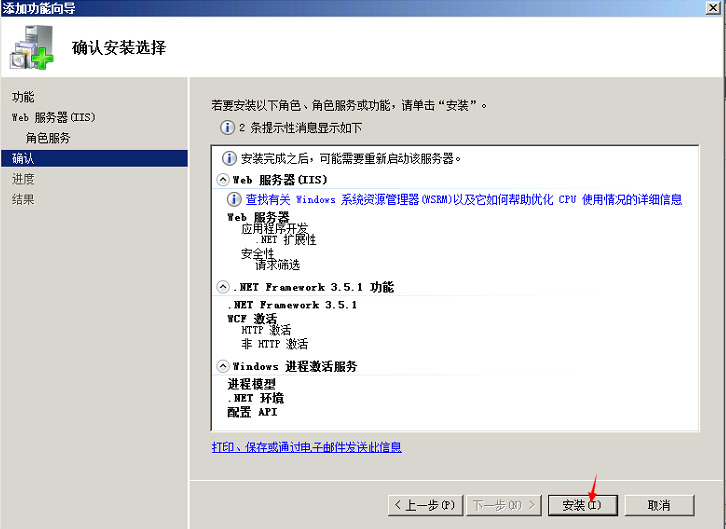 添加功能向导
确认安装选择
功能
Web 服务器(IIS)
角色服务
确认
进度
结果
若要安装以下角色、角色服务或功能，请单击“安装”。
2 条提示性消息显示如下
安装完成之后，可能需要重新启动该服务器。
Web 服务器(IIS)
查找有关 Windows 系统资源管理器(WSRM)以及它如何帮助优化 CPU 使用情况的详细信息
Web 服务器
应用程序开发
.NET 扩展性
安全性
请求筛选
.NET Framework 3.5.1 功能
.NET Framework 3.5.1
WCF 激活
HTTP 激活
非 HTTP 激活
Windows 进程激活服务
进程模型
.NET 环境
配置 API
打印、保存或通过电子邮件发送此信息
< 上一步(P) 下一步(N) > 安装(I) 取消